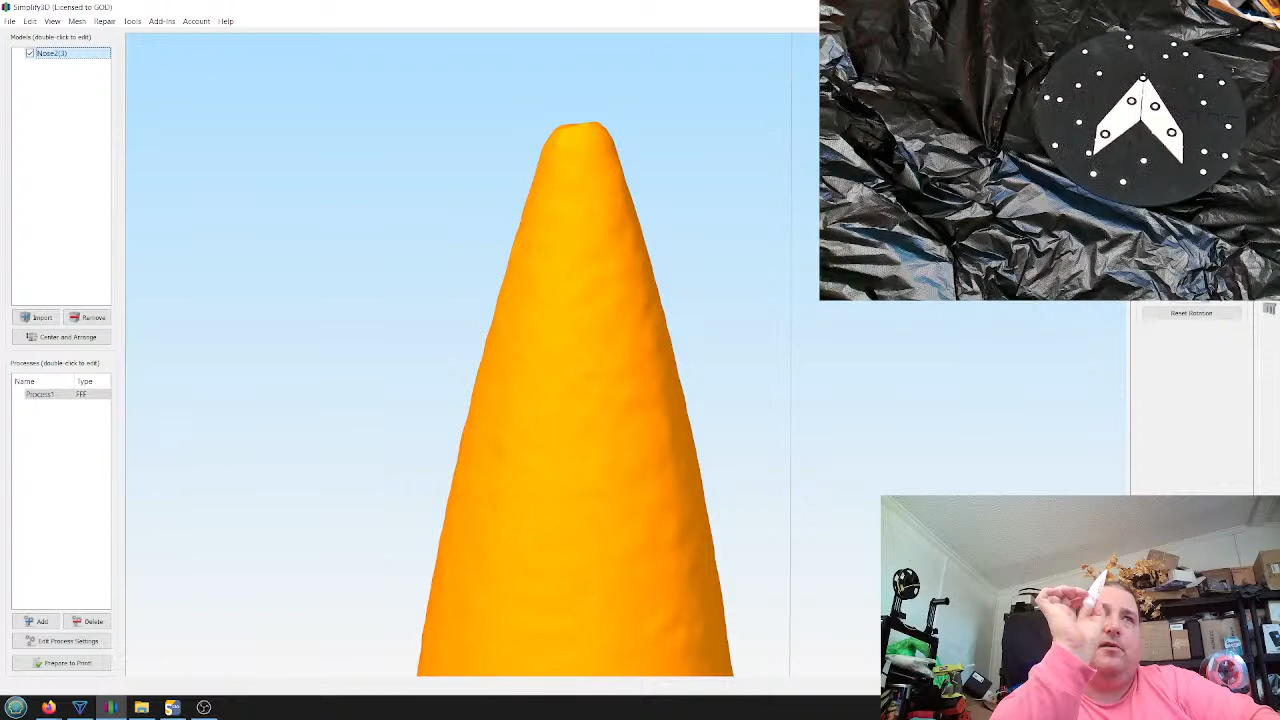 Simplify3D (Licensed to GOD)
File Edit View Mesh Repair Tools Add-Ins Account Help
Models (double-click to edit)
Nose2(3)
Import Remove
Center and Arrange
Reset Rotation
Processes (double-click to edit)
Name Type
Process1 FFF
Add Delete
Edit Process Settings
Prepare to Print!